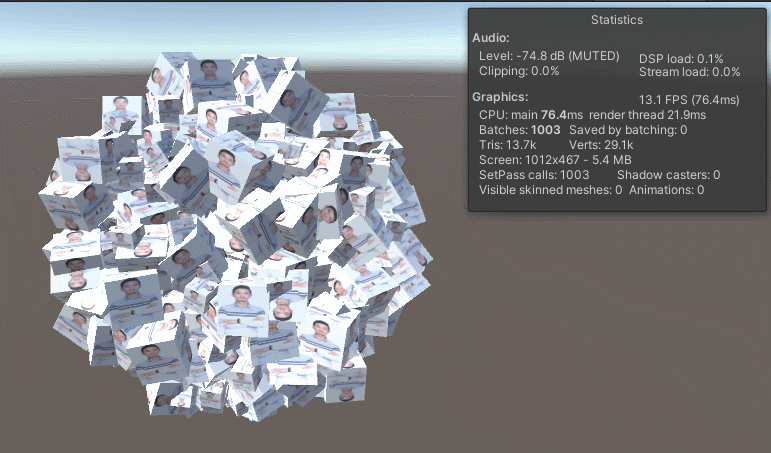 Statistics
Audio:
Level: -74.8 dB (MUTED) DSP load: 0.1%
Clipping: 0.0% Stream load: 0.0%
Graphics: 13.1 FPS (76.4ms)
CPU: main 76.4ms render thread 21.9ms
Batches: 1003 Saved by batching: 0
Tris: 13.7k Verts: 29.1k
Screen: 1012x467 - 5.4 MB
SetPass calls: 1003 Shadow casters: 0
Visible skinned meshes: 0 Animations: 0